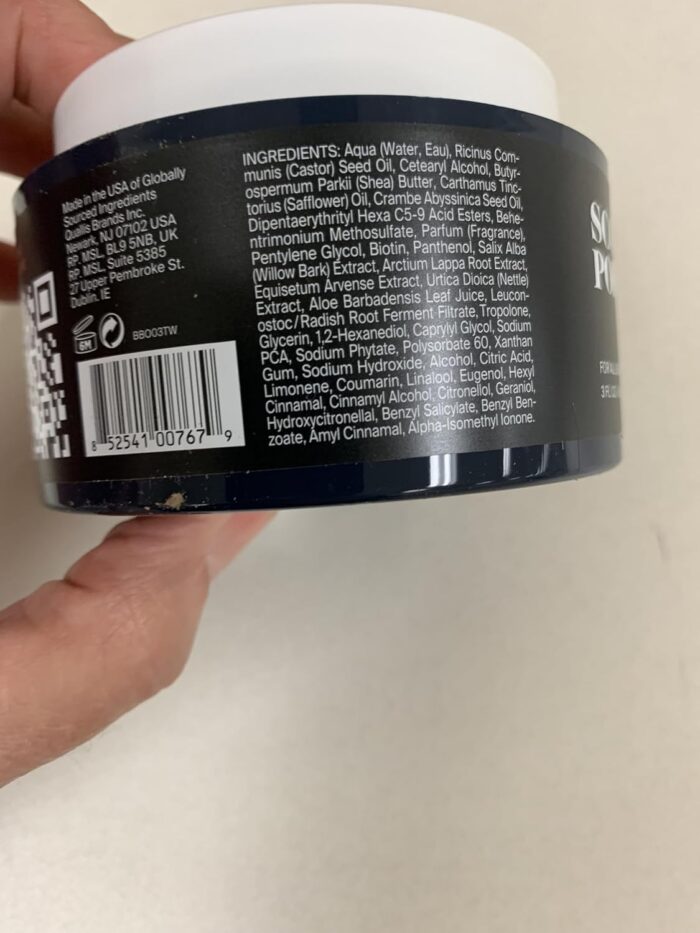 Made in the USA of Globally
Sourced Ingredients
Quallis Brands Inc.
Newark, NJ 07102 USA
RP. MSL, BL9 5NB, UK
RP. MSL, Suite 5385
27 Upper Pembroke St.
Dublin. IE
6M
BBO03TW
8 52541 00767 9
INGREDIENTS: Aqua (Water, Eau), Ricinus Com-
munis (Castor) Seed Oil, Cetearyl Alcohol, Butyr-
ospermum Parkii (Shea) Butter, Carthamus Tinc-
torius (Safflower) Oil, Crambe Abyssinica Seed Oil,
Dipentaerythrityl Hexa C5-9 Acid Esters, Behe-
ntrimonium Methosulfate, Parfum (Fragrance),
Pentylene Glycol, Biotin, Panthenol, Salix Alba
(Willow Bark) Extract, Arctium Lappa Root Extract,
Equisetum Arvense Extract, Urtica Dioica (Nettle)
Extract, Aloe Barbadensis Leaf Juice, Leucon-
ostoc/Radish Root Ferment Filtrate, Tropolone,
Glycerin, 1,2-Hexanediol, Caprylyl Glycol, Sodium
PCA, Sodium Phytate, Polysorbate 60, Xanthan
Gum, Sodium Hydroxide, Alcohol, Citric Acid,
Limonene, Coumarin, Linalool, Eugenol, Hexyl
Cinnamal, Cinnamyl Alcohol, Citronellol, Geraniol,
Hydroxycitronellal, Benzyl Salicylate, Benzyl Ben-
zoate, Amyl Cinnamal, Alpha-Isomethyl Ionone.
FOR
3 FL